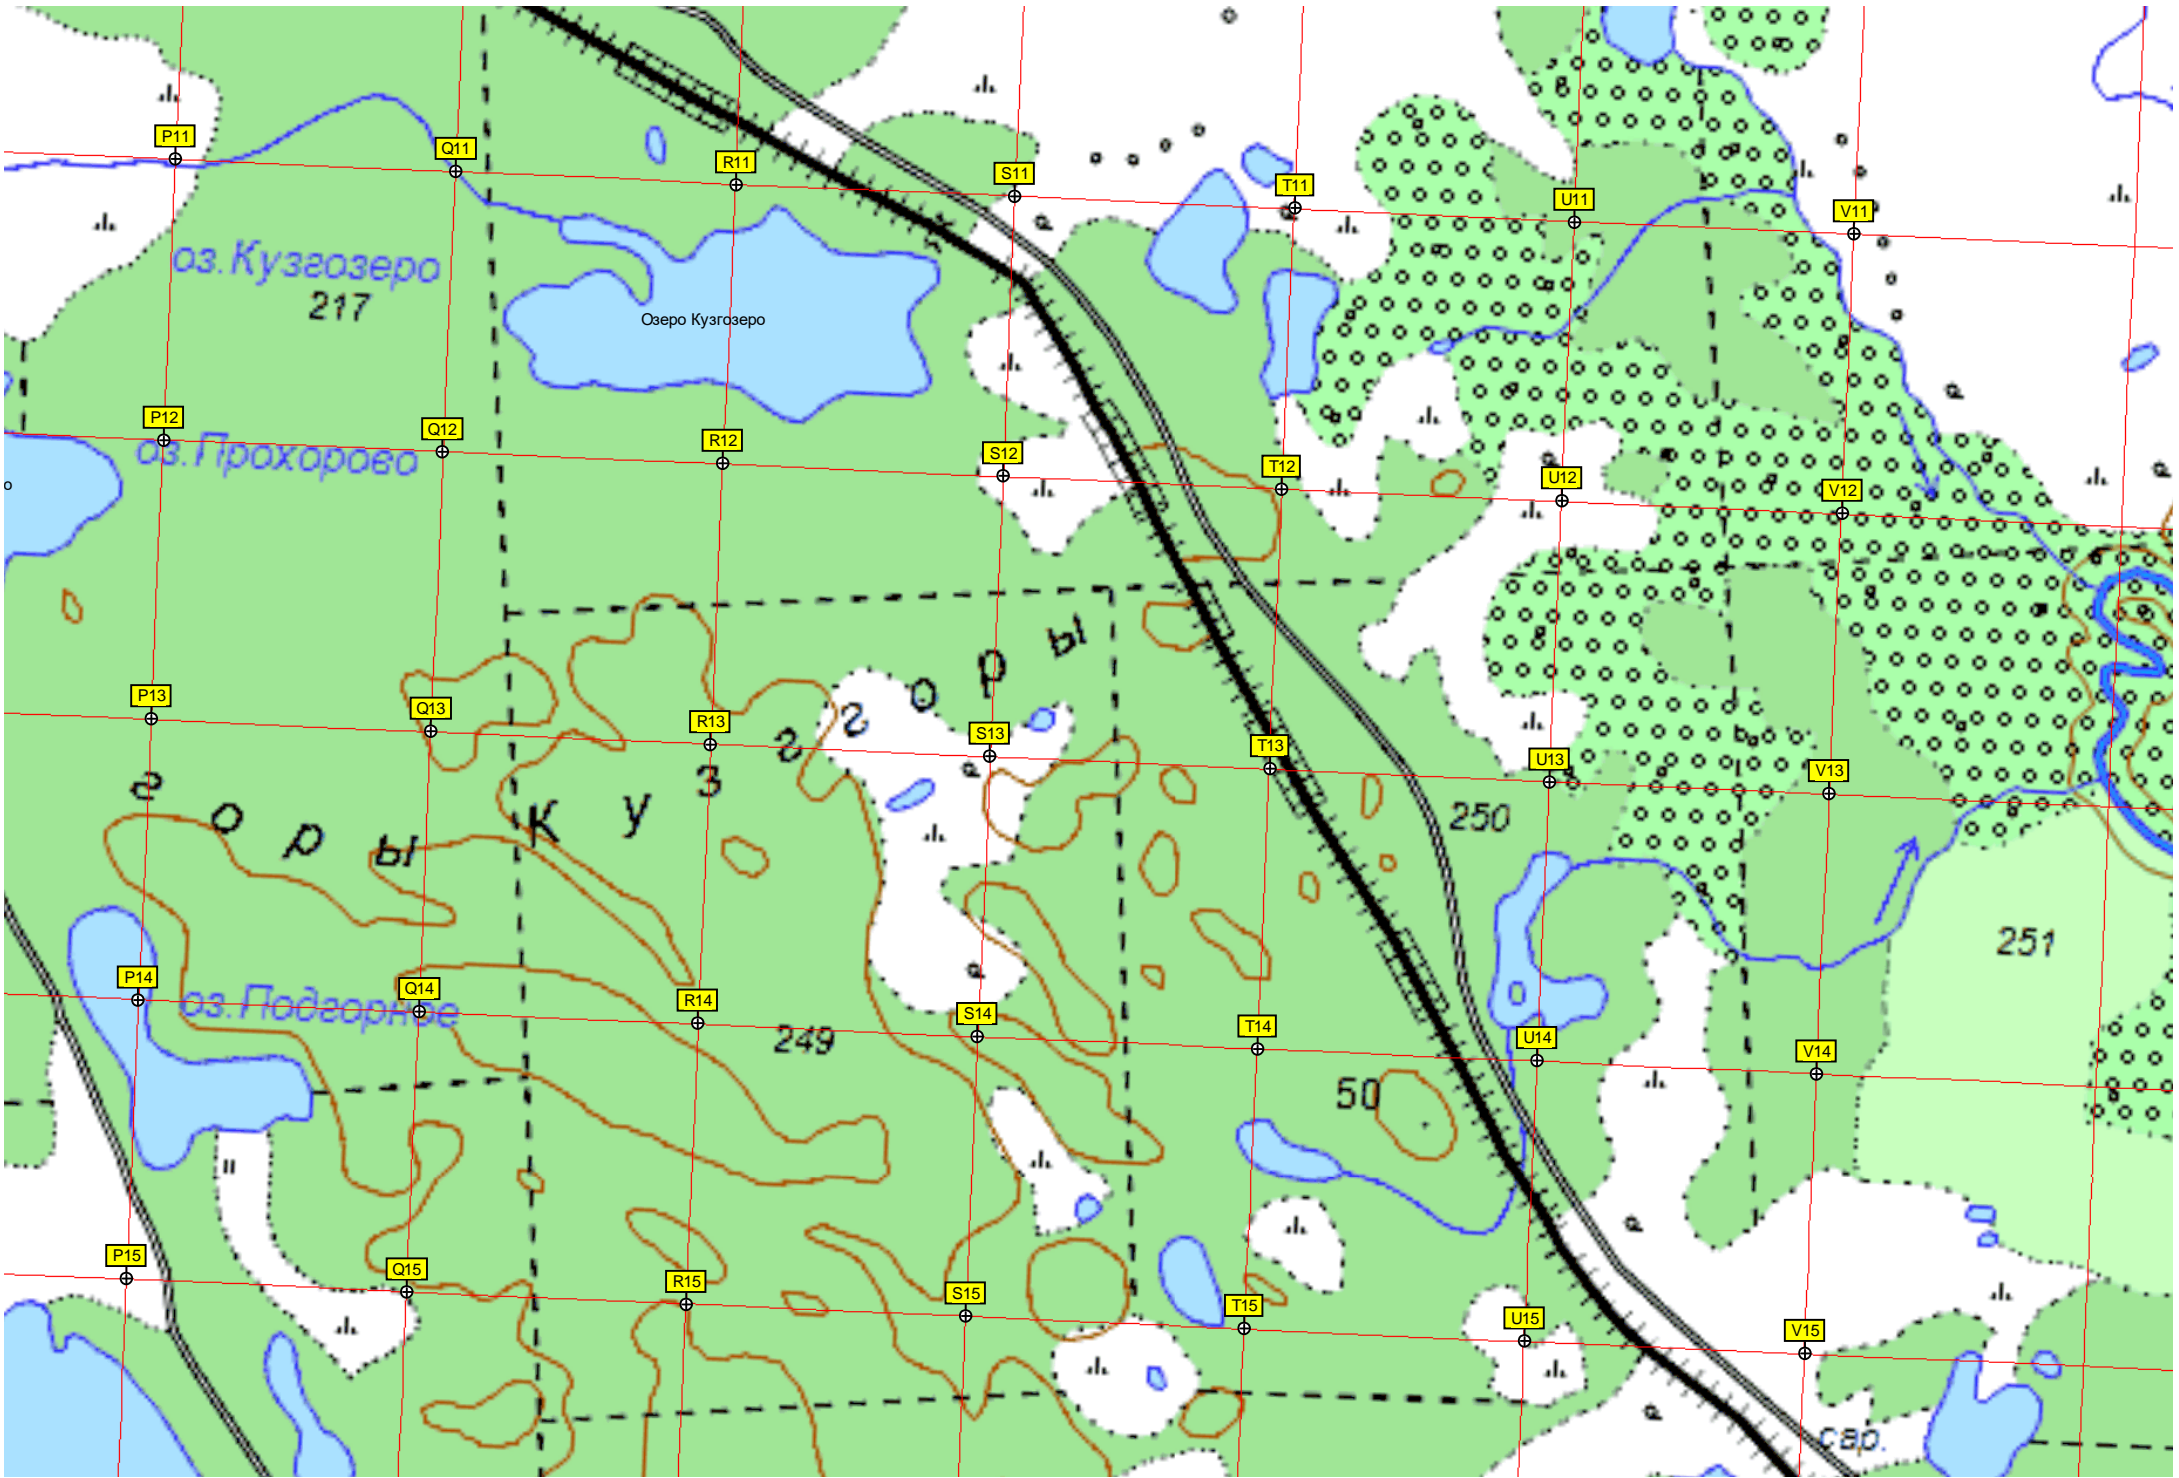 P11
Q11
R11
S11
T11
U11
V11
оз.Кузгозеро
217
Озеро Кузгозеро
P12
оз.Прохорово
Q12
R12
S12
T12
U12
V12
о
г о р ы
P13
Q13
R13
S13
T13
U13
V13
г о р ы
К у з г
250
251
P14
оз.Подгорное
Q14
R14
249
S14
T14
U14
V14
50
P15
Q15
R15
S15
T15
U15
V15
сар.